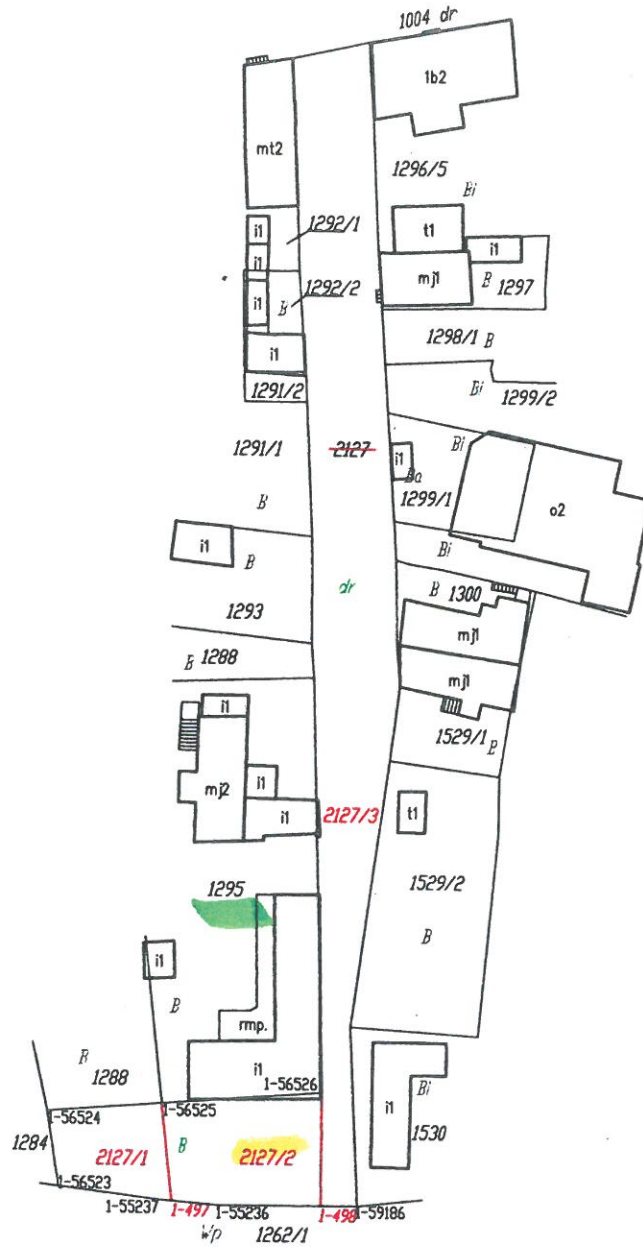 1004 dr
1b2
mt2
1296/5
Bi
t1
1292/1
i1
i1
i1
mj1
B
1297
1292/2
B
i1
1298/1 B
i1
Bi
1299/2
1291/2
1291/1
2127
i1
Bi
Ba
1299/1
o2
B
i1
B
Bi
dr
B 1300
1293
mj1
B 1288
mj1
i1
1529/1 B
mj2
i1
i1
2127/3
t1
1295
1529/2
B
i1
B
rmp.
B
1288
i1
1-56526
i1
Bi
1530
1-56524
1-56525
1284
2127/1
B
2127/2
1-56523
1-55237
1-497
1-55236
1-498
1-59186
Wp
1262/1